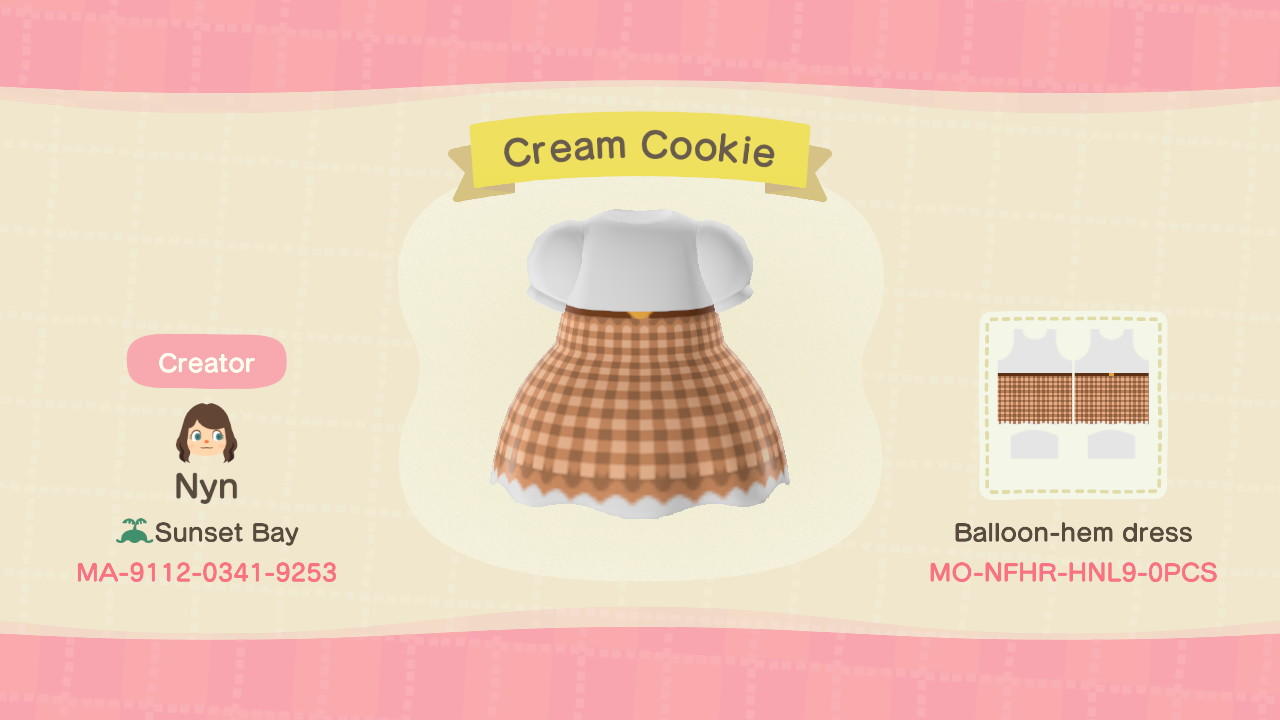 Cream Cookie
Creator
Nyn
Sunset Bay
MA-9112-0341-9253
Balloon-hem dress
MO-NFHR-HNL9-0PCS